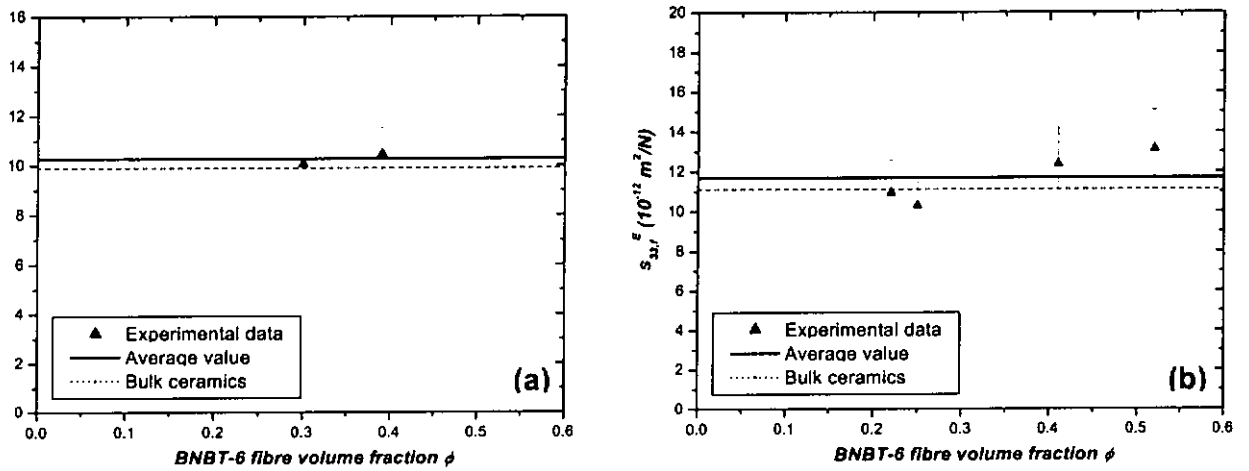 16
14
12
10
8
6
4
2
0
Experimental data
Average value
Bulk ceramics
(a)
0.0 0.1 0.2 0.3 0.4 0.5 0.6
BNBT-6 fibre volume fraction ϕ
20
18
16
14
12
10
8
6
4
2
0
s33,f^E (10^-12 m^2/N)
Experimental data
Average value
Bulk ceramics
(b)
0.0 0.1 0.2 0.3 0.4 0.5 0.6
BNBT-6 fibre volume fraction ϕ